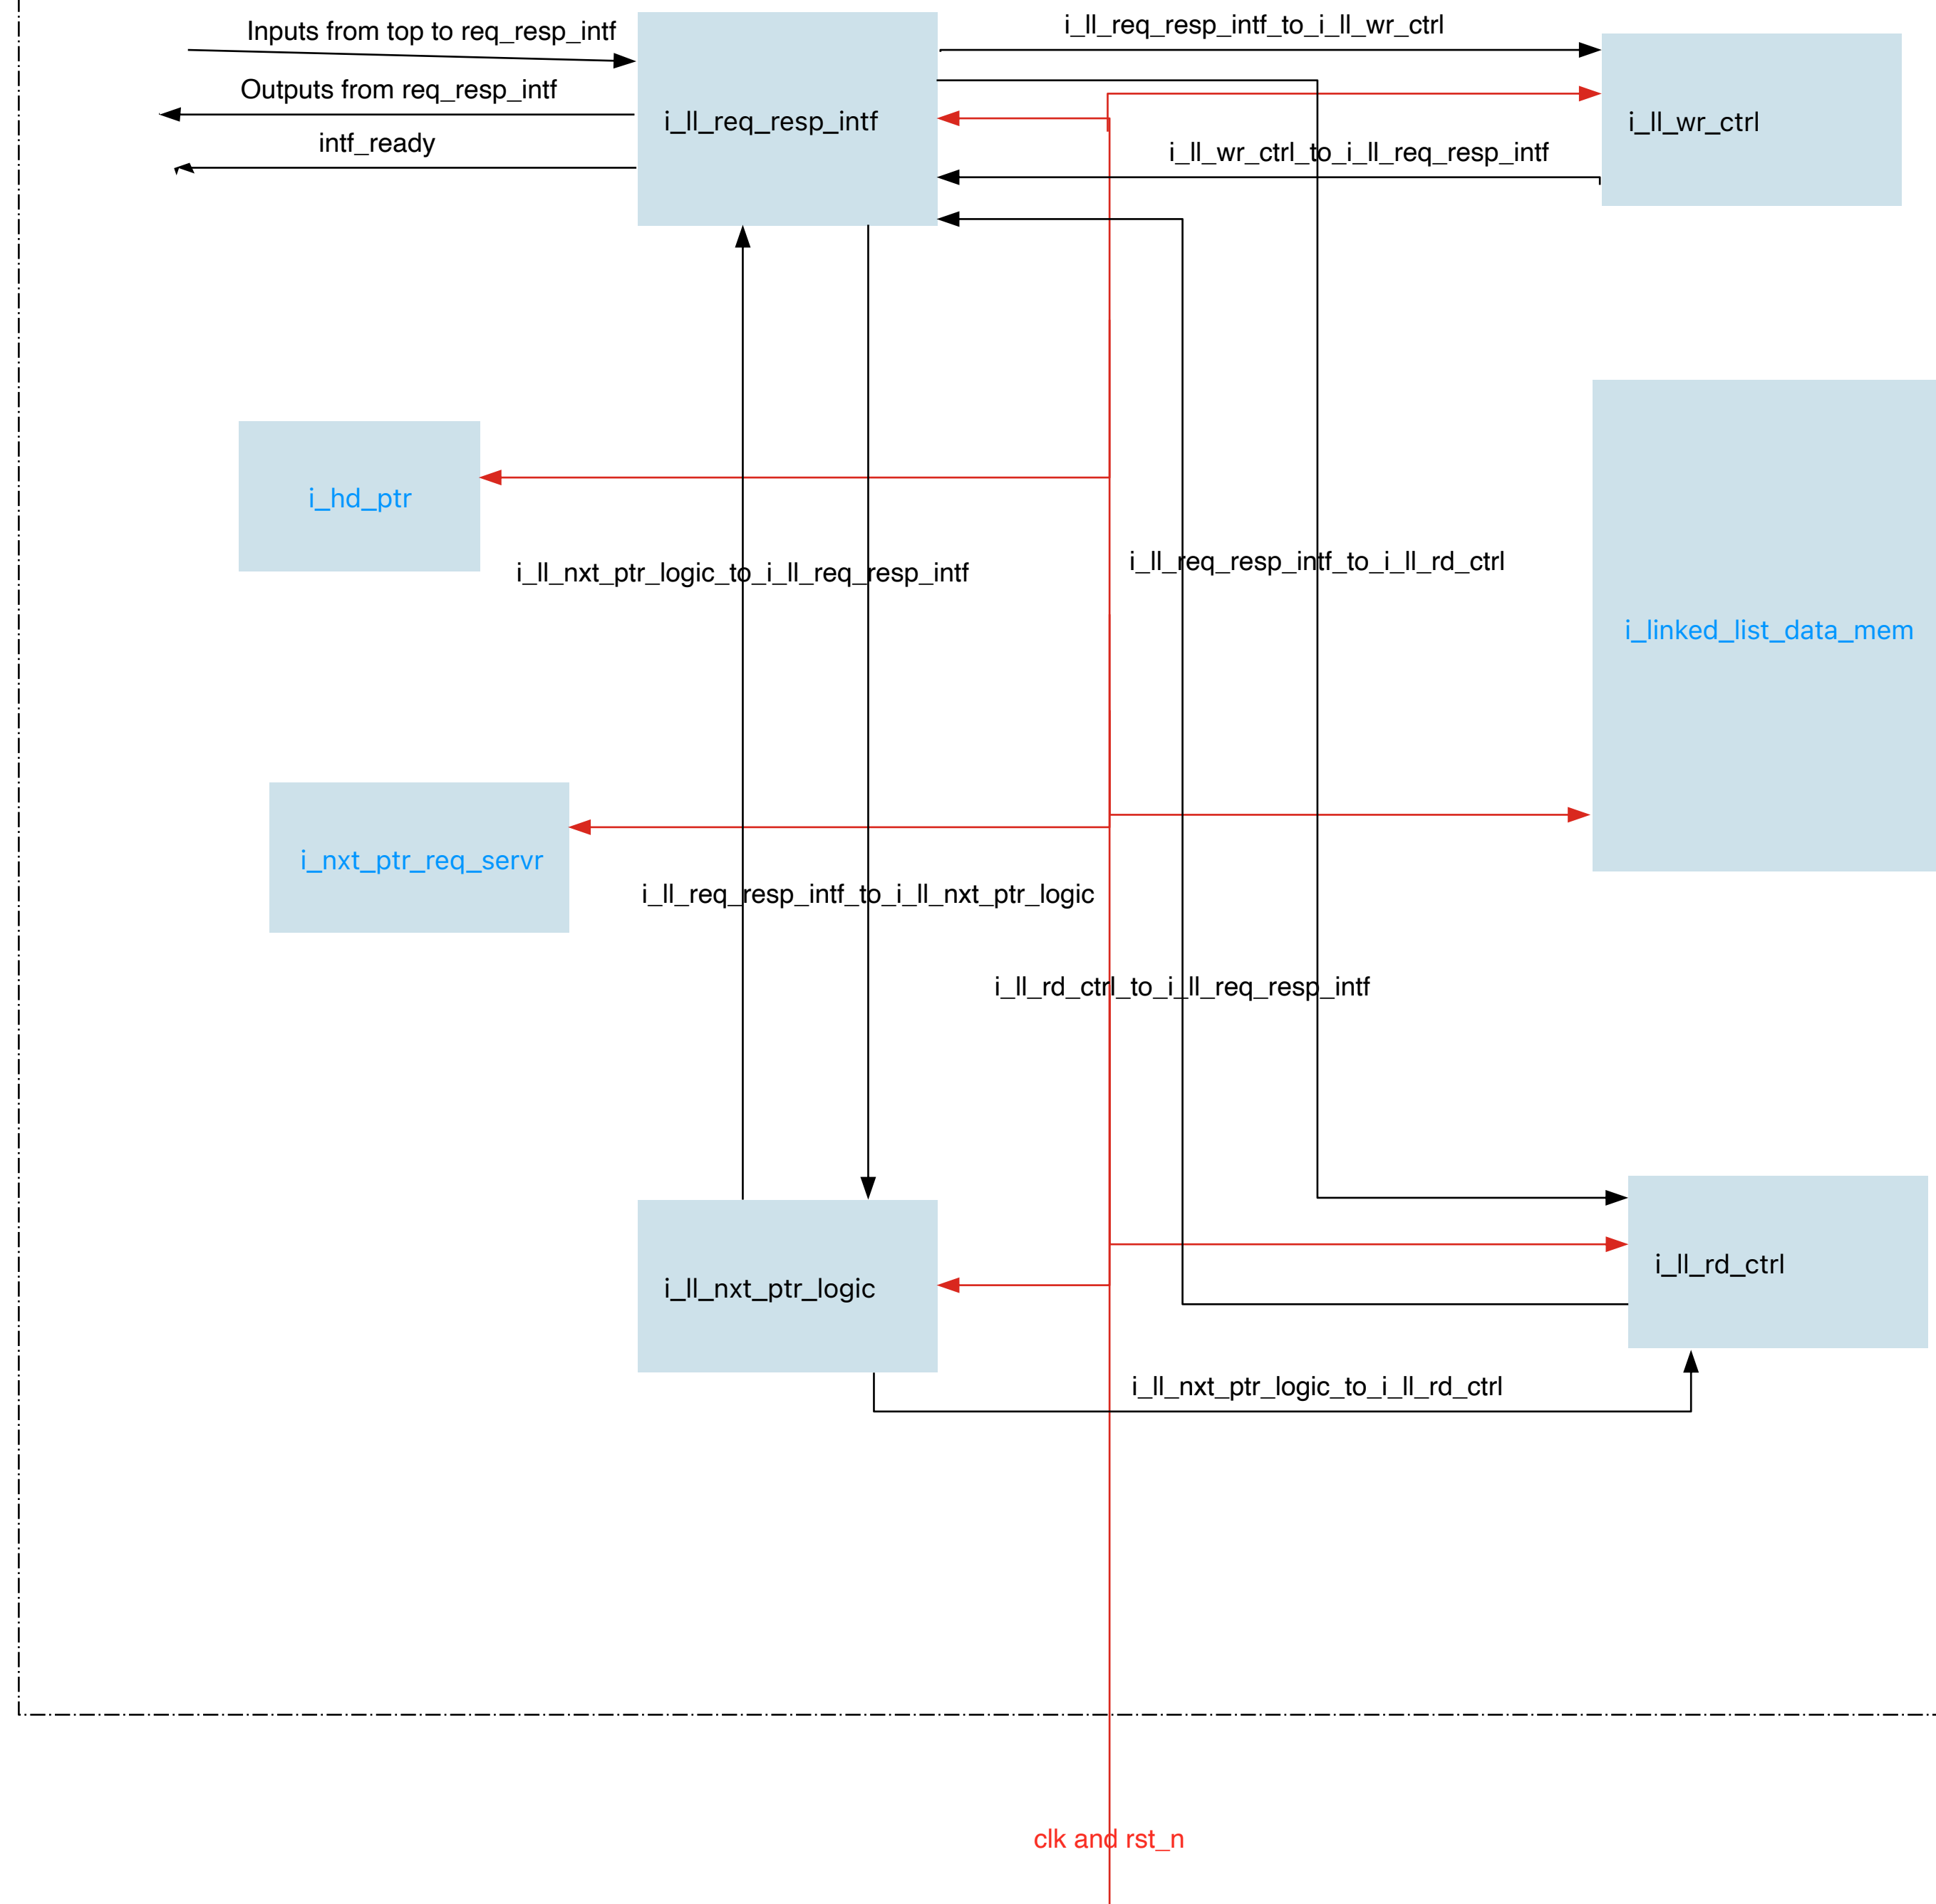 i_ll_req_resp_intf_to_i_ll_wr_ctrl
Inputs from top to req_resp_intf
Outputs from req_resp_intf
i_ll_req_resp_intf
i_ll_wr_ctrl
intf_ready
i_ll_wr_ctrl_to_i_ll_req_resp_intf
i_hd_ptr
i_ll_req_resp_intf_to_i_ll_rd_ctrl
i_ll_nxt_ptr_logic_to_i_ll_req_resp_intf
i_linked_list_data_mem
i_nxt_ptr_req_servr
i_ll_req_resp_intf_to_i_ll_nxt_ptr_logic
i_ll_rd_ctrl_to_i_ll_req_resp_intf
i_ll_rd_ctrl
i_ll_nxt_ptr_logic
i_ll_nxt_ptr_logic_to_i_ll_rd_ctrl
clk and rst_n